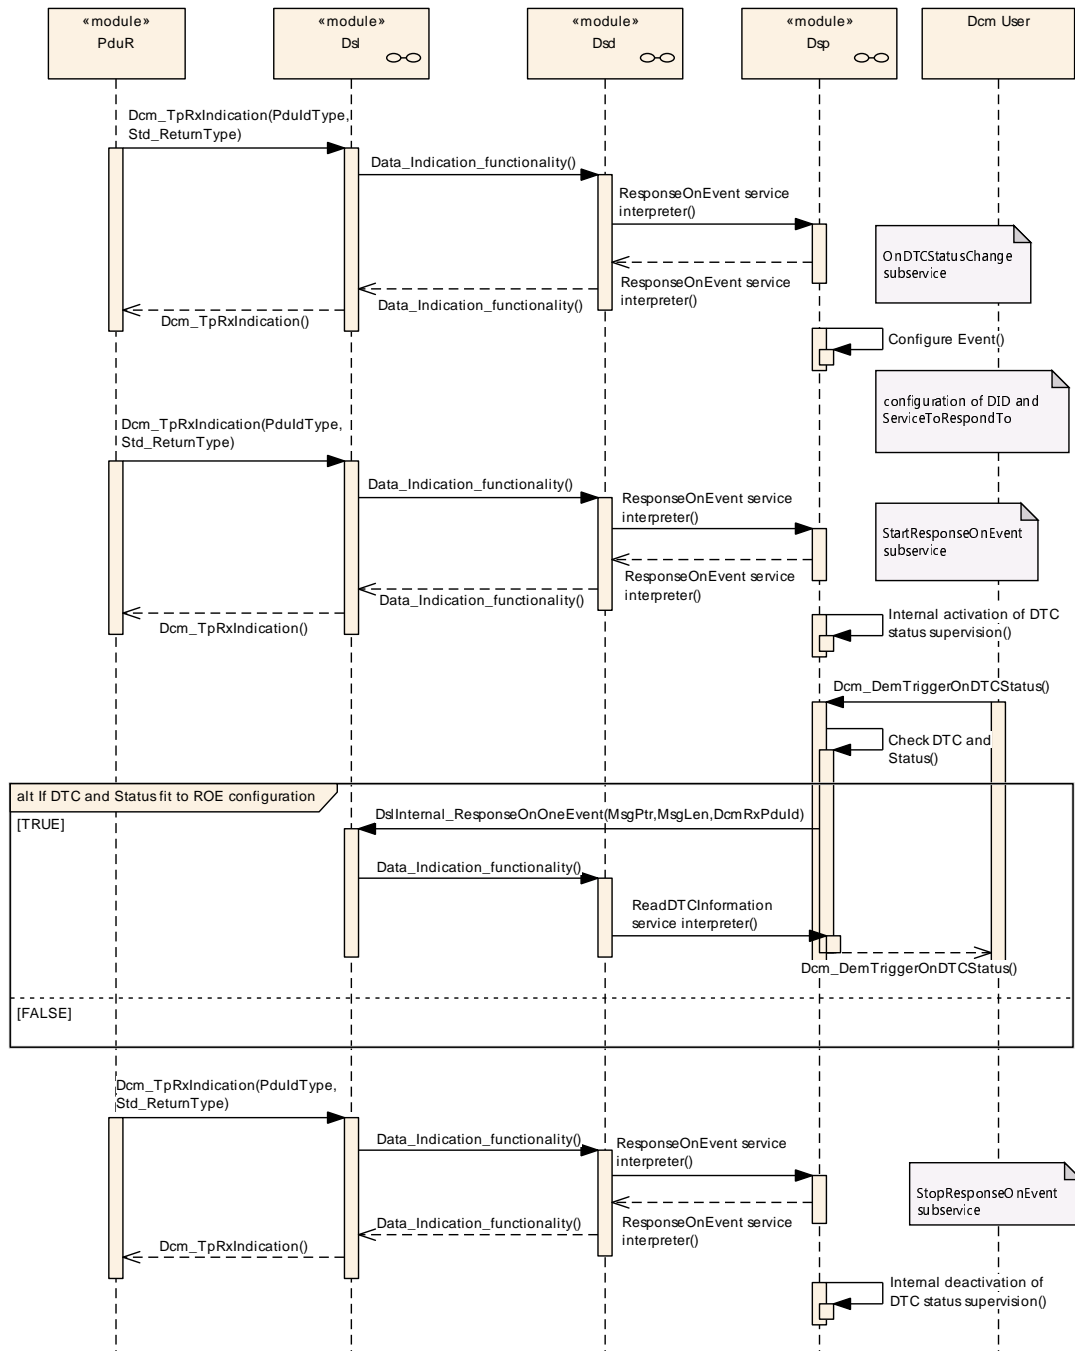 «module»
PduR
«module»
Dsl
«module»
Dsd
«module»
Dsp
Dcm User
Dcm_TpRxIndication(PduIdType,
Std_ReturnType)
Data_Indication_functionality()
ResponseOnEvent service
interpreter()
OnDTCStatusChange
subservice
ResponseOnEvent service
interpreter()
Data_Indication_functionality()
Dcm_TpRxIndication()
Configure Event()
configuration of DID and
ServiceToRespondTo
Dcm_TpRxIndication(PduIdType,
Std_ReturnType)
Data_Indication_functionality()
ResponseOnEvent service
interpreter()
StartResponseOnEvent
subservice
ResponseOnEvent service
interpreter()
Data_Indication_functionality()
Dcm_TpRxIndication()
Internal activation of DTC
status supervision()
Dcm_DemTriggerOnDTCStatus()
Check DTC and
Status()
alt If DTC and Status fit to ROE configuration
[TRUE]
DslInternal_ResponseOnOneEvent(MsgPtr,MsgLen,DcmRxPduId)
Data_Indication_functionality()
ReadDTCInformation
service interpreter()
Dcm_DemTriggerOnDTCStatus()
[FALSE]
Dcm_TpRxIndication(PduIdType,
Std_ReturnType)
Data_Indication_functionality()
ResponseOnEvent service
interpreter()
StopResponseOnEvent
subservice
ResponseOnEvent service
interpreter()
Data_Indication_functionality()
Dcm_TpRxIndication()
Internal deactivation of
DTC status supervision()